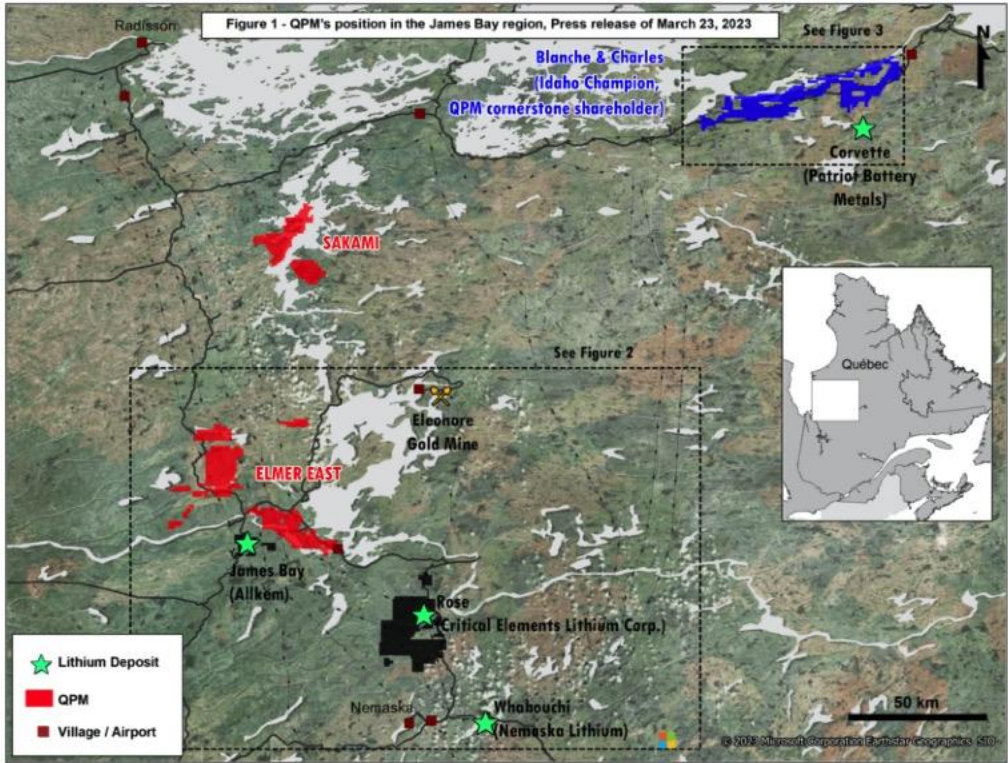 Figure 1 - QPM's position in the James Bay region, Press release of March 23, 2023
Radisson
See Figure 3
N
Blanche & Charles
(Idaho Champion,
QPM cornerstone shareholder)
Corvette
(Patriot Battery
Metals)
SAKAMI
Québec
See Figure 2
Eleonore
Gold Mine
ELMER EAST
James Bay
(Allkem)
Rose
(Critical Elements Lithium Corp.)
Nemaska
Whabouchi
(Nemaska Lithium)
Lithium Deposit
QPM
Village / Airport
50 km
© 2023 Microsoft Corporation Earthstar Geographics SIO